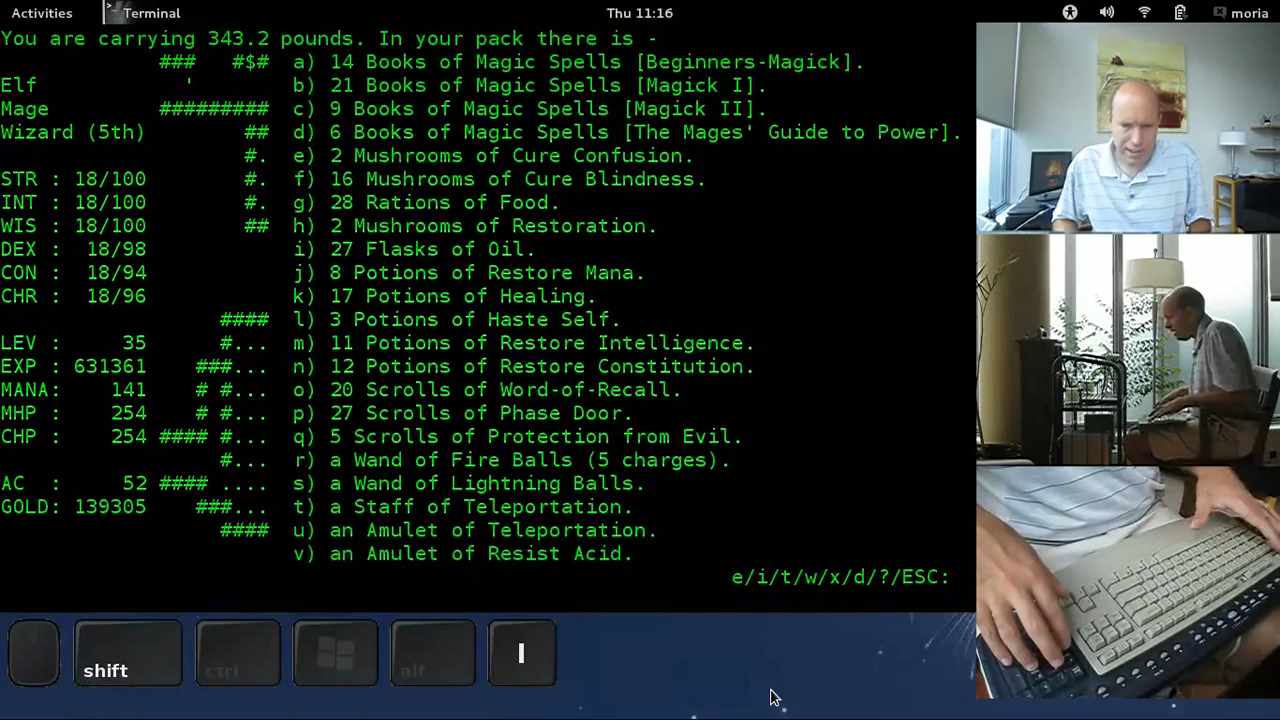 Activities Terminal Thu 11:16 moria
You are carrying 343.2 pounds. In your pack there is -
### #$# a) 14 Books of Magic Spells [Beginners-Magick].
Elf ' b) 21 Books of Magic Spells [Magick I].
Mage ######### c) 9 Books of Magic Spells [Magick II].
Wizard (5th) ## d) 6 Books of Magic Spells [The Mages' Guide to Power].
#. e) 2 Mushrooms of Cure Confusion.
STR : 18/100 #. f) 16 Mushrooms of Cure Blindness.
INT : 18/100 #. g) 28 Rations of Food.
WIS : 18/100 ## h) 2 Mushrooms of Restoration.
DEX : 18/98 i) 27 Flasks of Oil.
CON : 18/94 j) 8 Potions of Restore Mana.
CHR : 18/96 k) 17 Potions of Healing.
#### l) 3 Potions of Haste Self.
LEV : 35 #... m) 11 Potions of Restore Intelligence.
EXP : 631361 ###... n) 12 Potions of Restore Constitution.
MANA: 141 # #... o) 20 Scrolls of Word-of-Recall.
MHP : 254 # #... p) 27 Scrolls of Phase Door.
CHP : 254 #### #... q) 5 Scrolls of Protection from Evil.
#... r) a Wand of Fire Balls (5 charges).
AC : 52 #### .... s) a Wand of Lightning Balls.
GOLD: 139305 ###... t) a Staff of Teleportation.
#### u) an Amulet of Teleportation.
v) an Amulet of Resist Acid.
e/i/t/w/x/d/?/ESC:
shift ctrl alt I